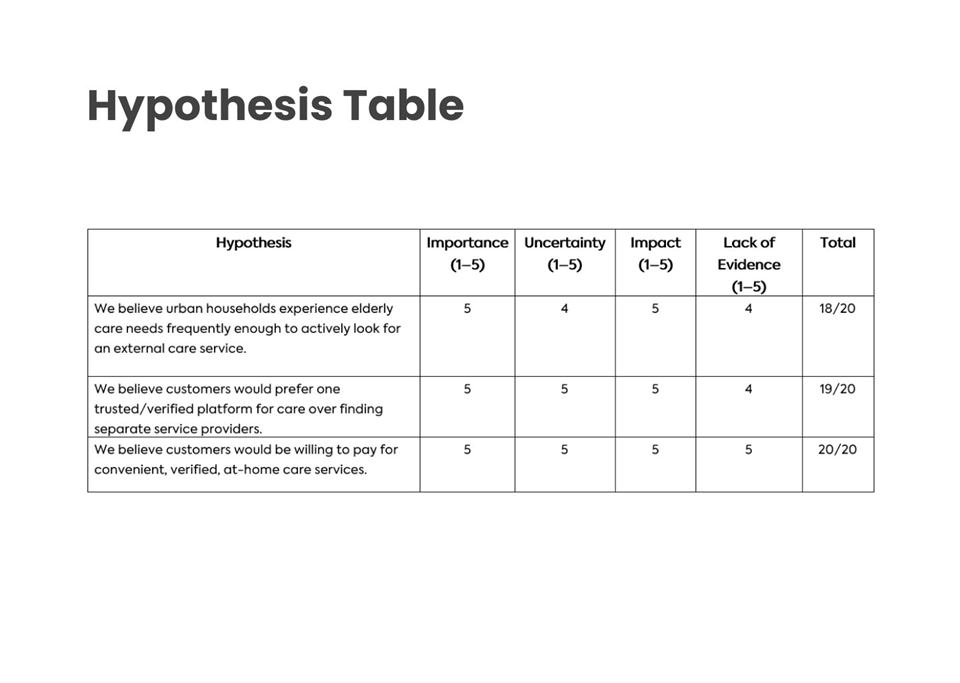 Hypothesis Table
Hypothesis Importance Uncertainty Impact Lack of Total
(1–5) (1–5) (1–5) Evidence
(1–5)
We believe urban households experience elderly 5 4 5 4 18/20
care needs frequently enough to actively look for
an external care service.
We believe customers would prefer one 5 5 5 4 19/20
trusted/verified platform for care over finding
separate service providers.
We believe customers would be willing to pay for 5 5 5 5 20/20
convenient, verified, at-home care services.